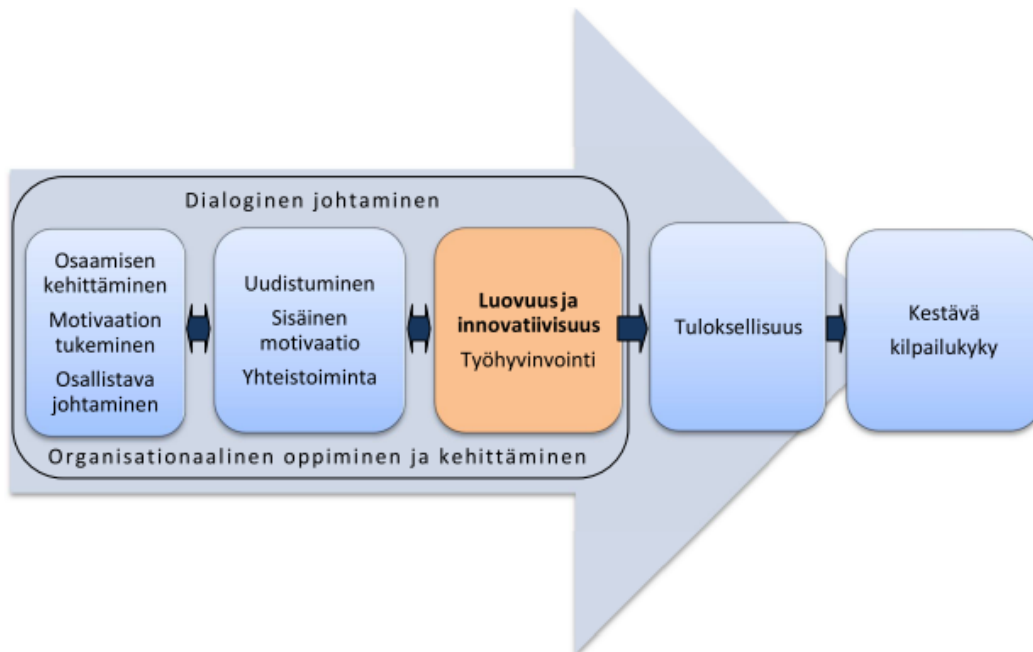 Dialoginen johtaminen
Osaamisen
kehittäminen
Motivaation
tukeminen
Osallistava
johtaminen
Uudistuminen
Sisäinen
motivaatio
Yhteistoiminta
Luovuus ja
innovatiivisuus
Työhyvinvointi
Tuloksellisuus
Kestävä
kilpailukyky
Organisationaalinen oppiminen ja kehittäminen